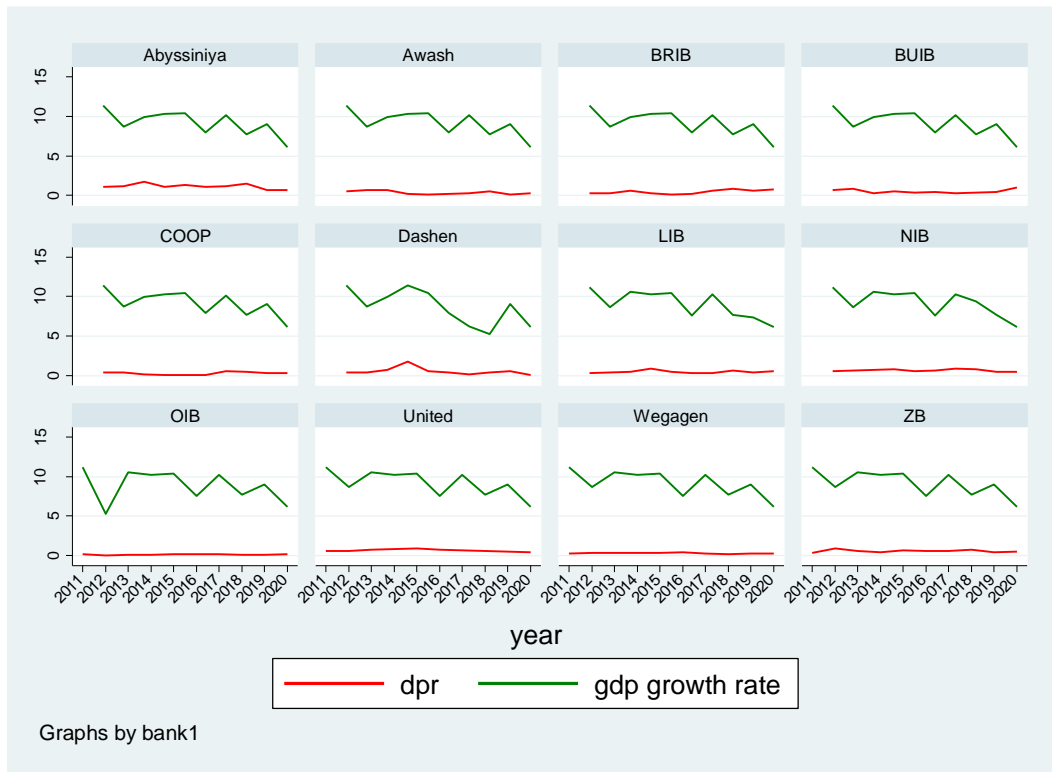 Abyssiniya Awash BRIB BUIB
15
10
5
0
COOP Dashen LIB NIB
15
10
5
0
OIB United Wegagen ZB
15
10
5
0
2011 2012 2013 2014 2015 2016 2017 2018 2019 2020 2011 2012 2013 2014 2015 2016 2017 2018 2019 2020 2011 2012 2013 2014 2015 2016 2017 2018 2019 2020 2011 2012 2013 2014 2015 2016 2017 2018 2019 2020
year
dpr gdp growth rate
Graphs by bank1